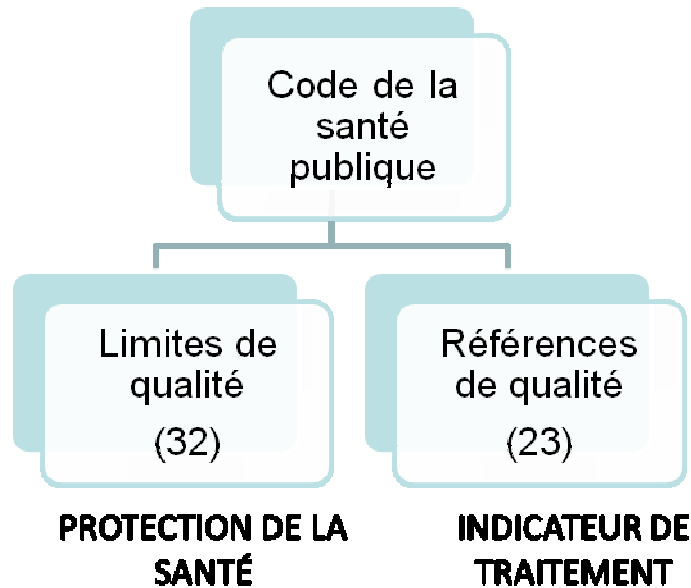 Code de la
santé
publique
Limites de
qualité
(32)
Références
de qualité
(23)
PROTECTION DE LA
SANTÉ
INDICATEUR DE
TRAITEMENT